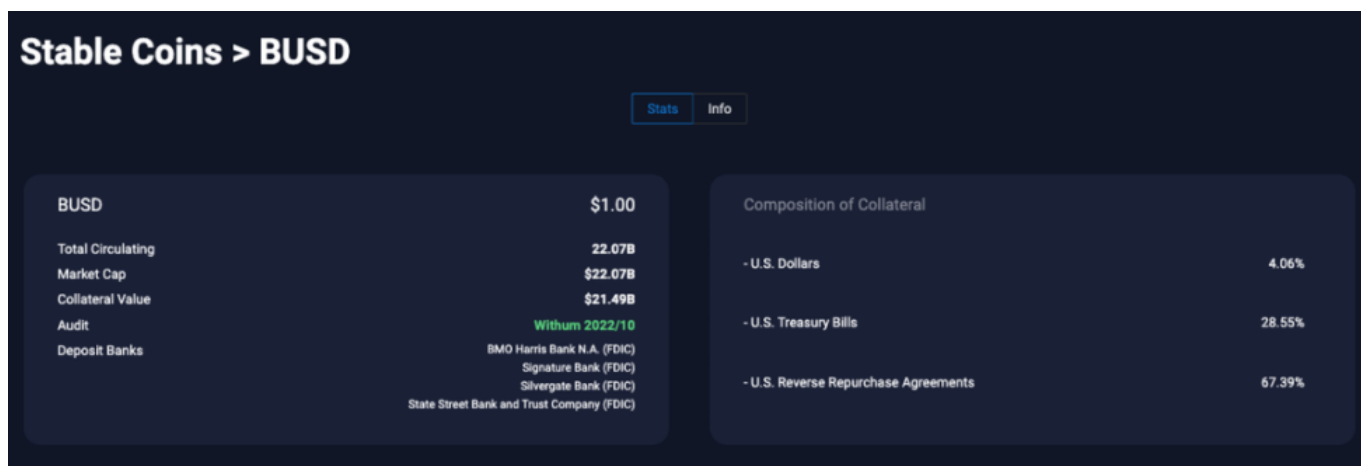 Stable Coins > BUSD
Stats Info
BUSD $1.00
Total Circulating 22.07B
Market Cap $22.07B
Collateral Value $21.49B
Audit Withum 2022/10
Deposit Banks BMO Harris Bank N.A. (FDIC)
Signature Bank (FDIC)
Silvergate Bank (FDIC)
State Street Bank and Trust Company (FDIC)
Composition of Collateral
- U.S. Dollars 4.06%
- U.S. Treasury Bills 28.55%
- U.S. Reverse Repurchase Agreements 67.39%